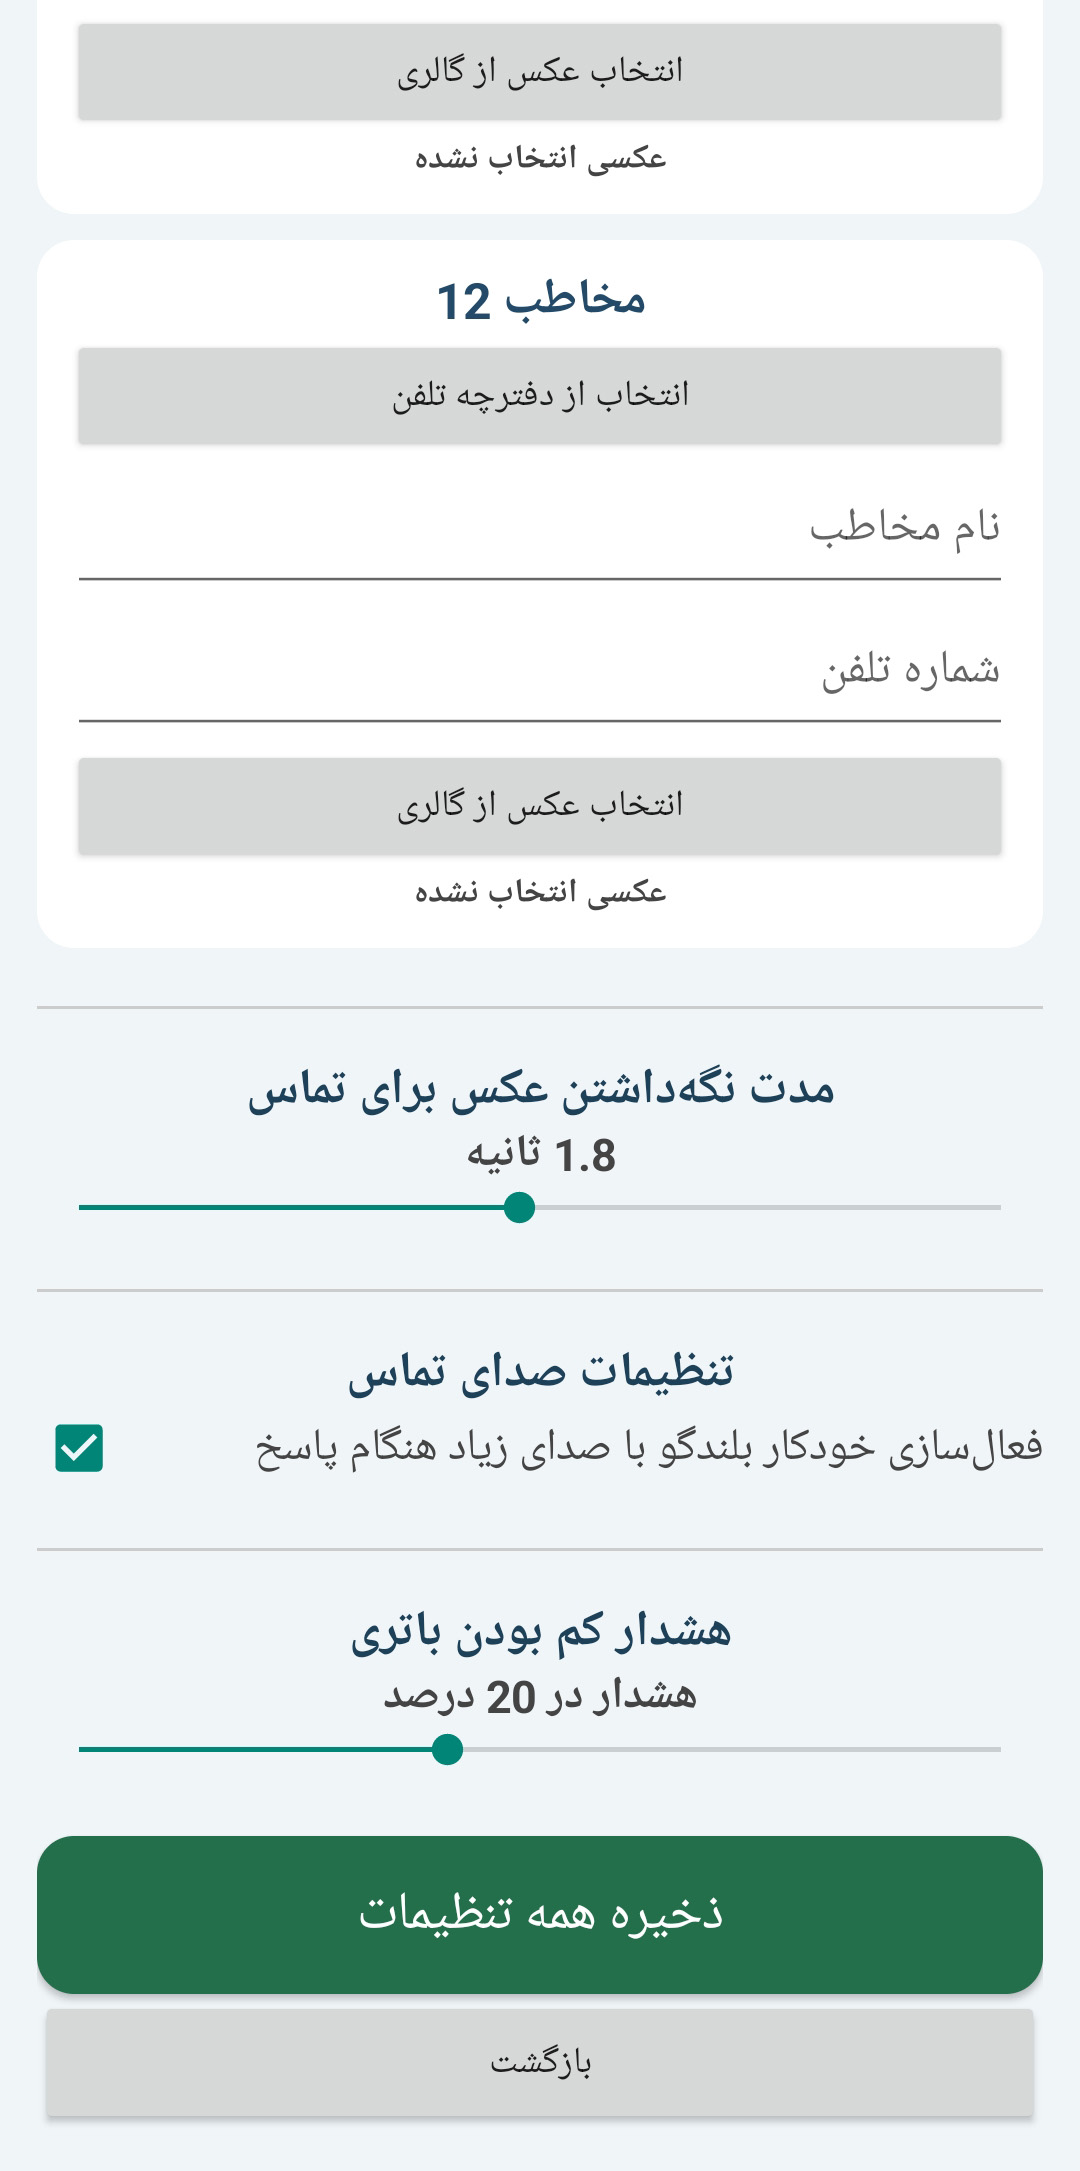 انتخاب عکس از گالری
عکسی انتخاب نشده
مخاطب 12
انتخاب از دفترچه تلفن
نام مخاطب
شماره تلفن
انتخاب عکس از گالری
عکسی انتخاب نشده
مدت نگه‌داشتن عکس برای تماس
1.8 ثانیه
تنظیمات صدای تماس
فعال‌سازی خودکار بلندگو با صدای زیاد هنگام پاسخ
هشدار کم بودن باتری
هشدار در 20 درصد
ذخیره همه تنظیمات
بازگشت